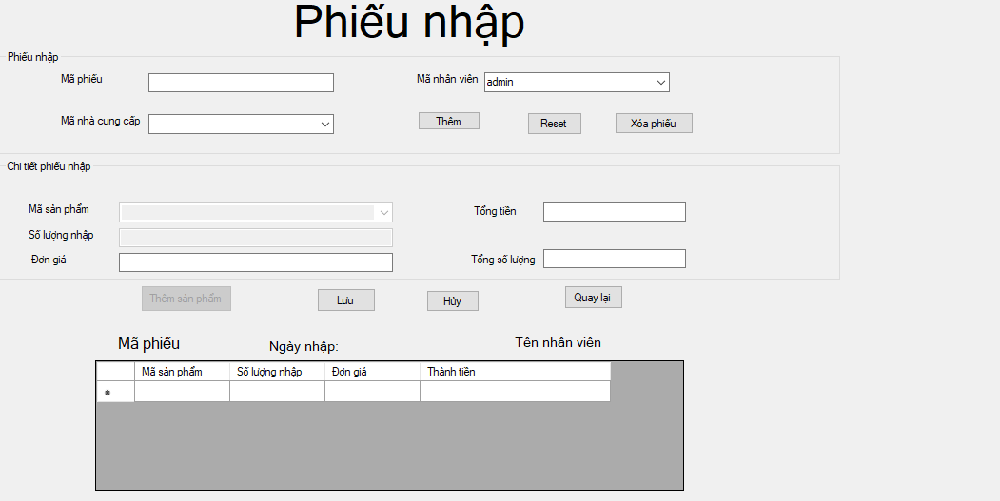 Phiếu nhập
Phiếu nhập
Mã phiếu
Mã nhân viên admin
Mã nhà cung cấp
Thêm Reset Xóa phiếu
Chi tiết phiếu nhập
Mã sản phẩm
Tổng tiền
Số lượng nhập
Đơn giá
Tổng số lượng
Thêm sản phẩm Lưu Hủy Quay lại
Mã phiếu Ngày nhập: Tên nhân viên
Mã sản phẩm Số lượng nhập Đơn giá Thành tiền